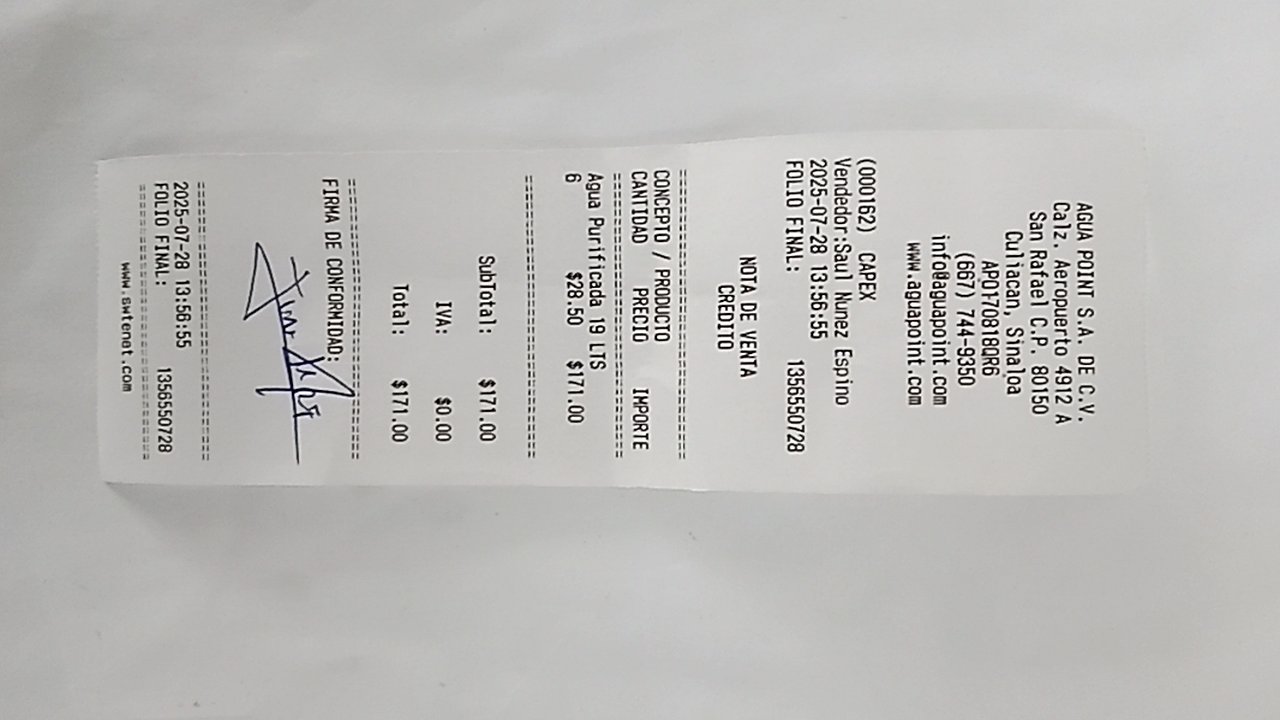 AGUA POINT S.A. DE C.V.
Calz. Aeropuerto 4912 A
San Rafael C.P. 80150
Culiacan, Sinaloa
APO170818QR6
(667) 744-9350
info@aguapoint.com
www.aguapoint.com
(000162) CAPEX
Vendedor:Saul Nunez Espino
2025-07-28 13:56:55
FOLIO FINAL: 1356550728
NOTA DE VENTA
CREDITO
CONCEPTO / PRODUCTO
CANTIDAD PRECIO IMPORTE
Agua Purificada 19 LTS
6 $28.50 $171.00
SubTotal: $171.00
IVA: $0.00
Total: $171.00
FIRMA DE CONFORMIDAD:
2025-07-28 13:56:55
FOLIO FINAL: 1356550728
www.swtenet.com